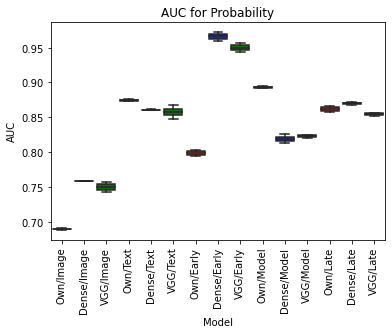 AUC for Probability
AUC
0.95
0.90
0.85
0.80
0.75
0.70
Own/Image
Dense/Image
VGG/Image
Own/Text
Dense/Text
VGG/Text
Own/Early
Dense/Early
VGG/Early
Own/Model
Dense/Model
VGG/Model
Own/Late
Dense/Late
VGG/Late
Model